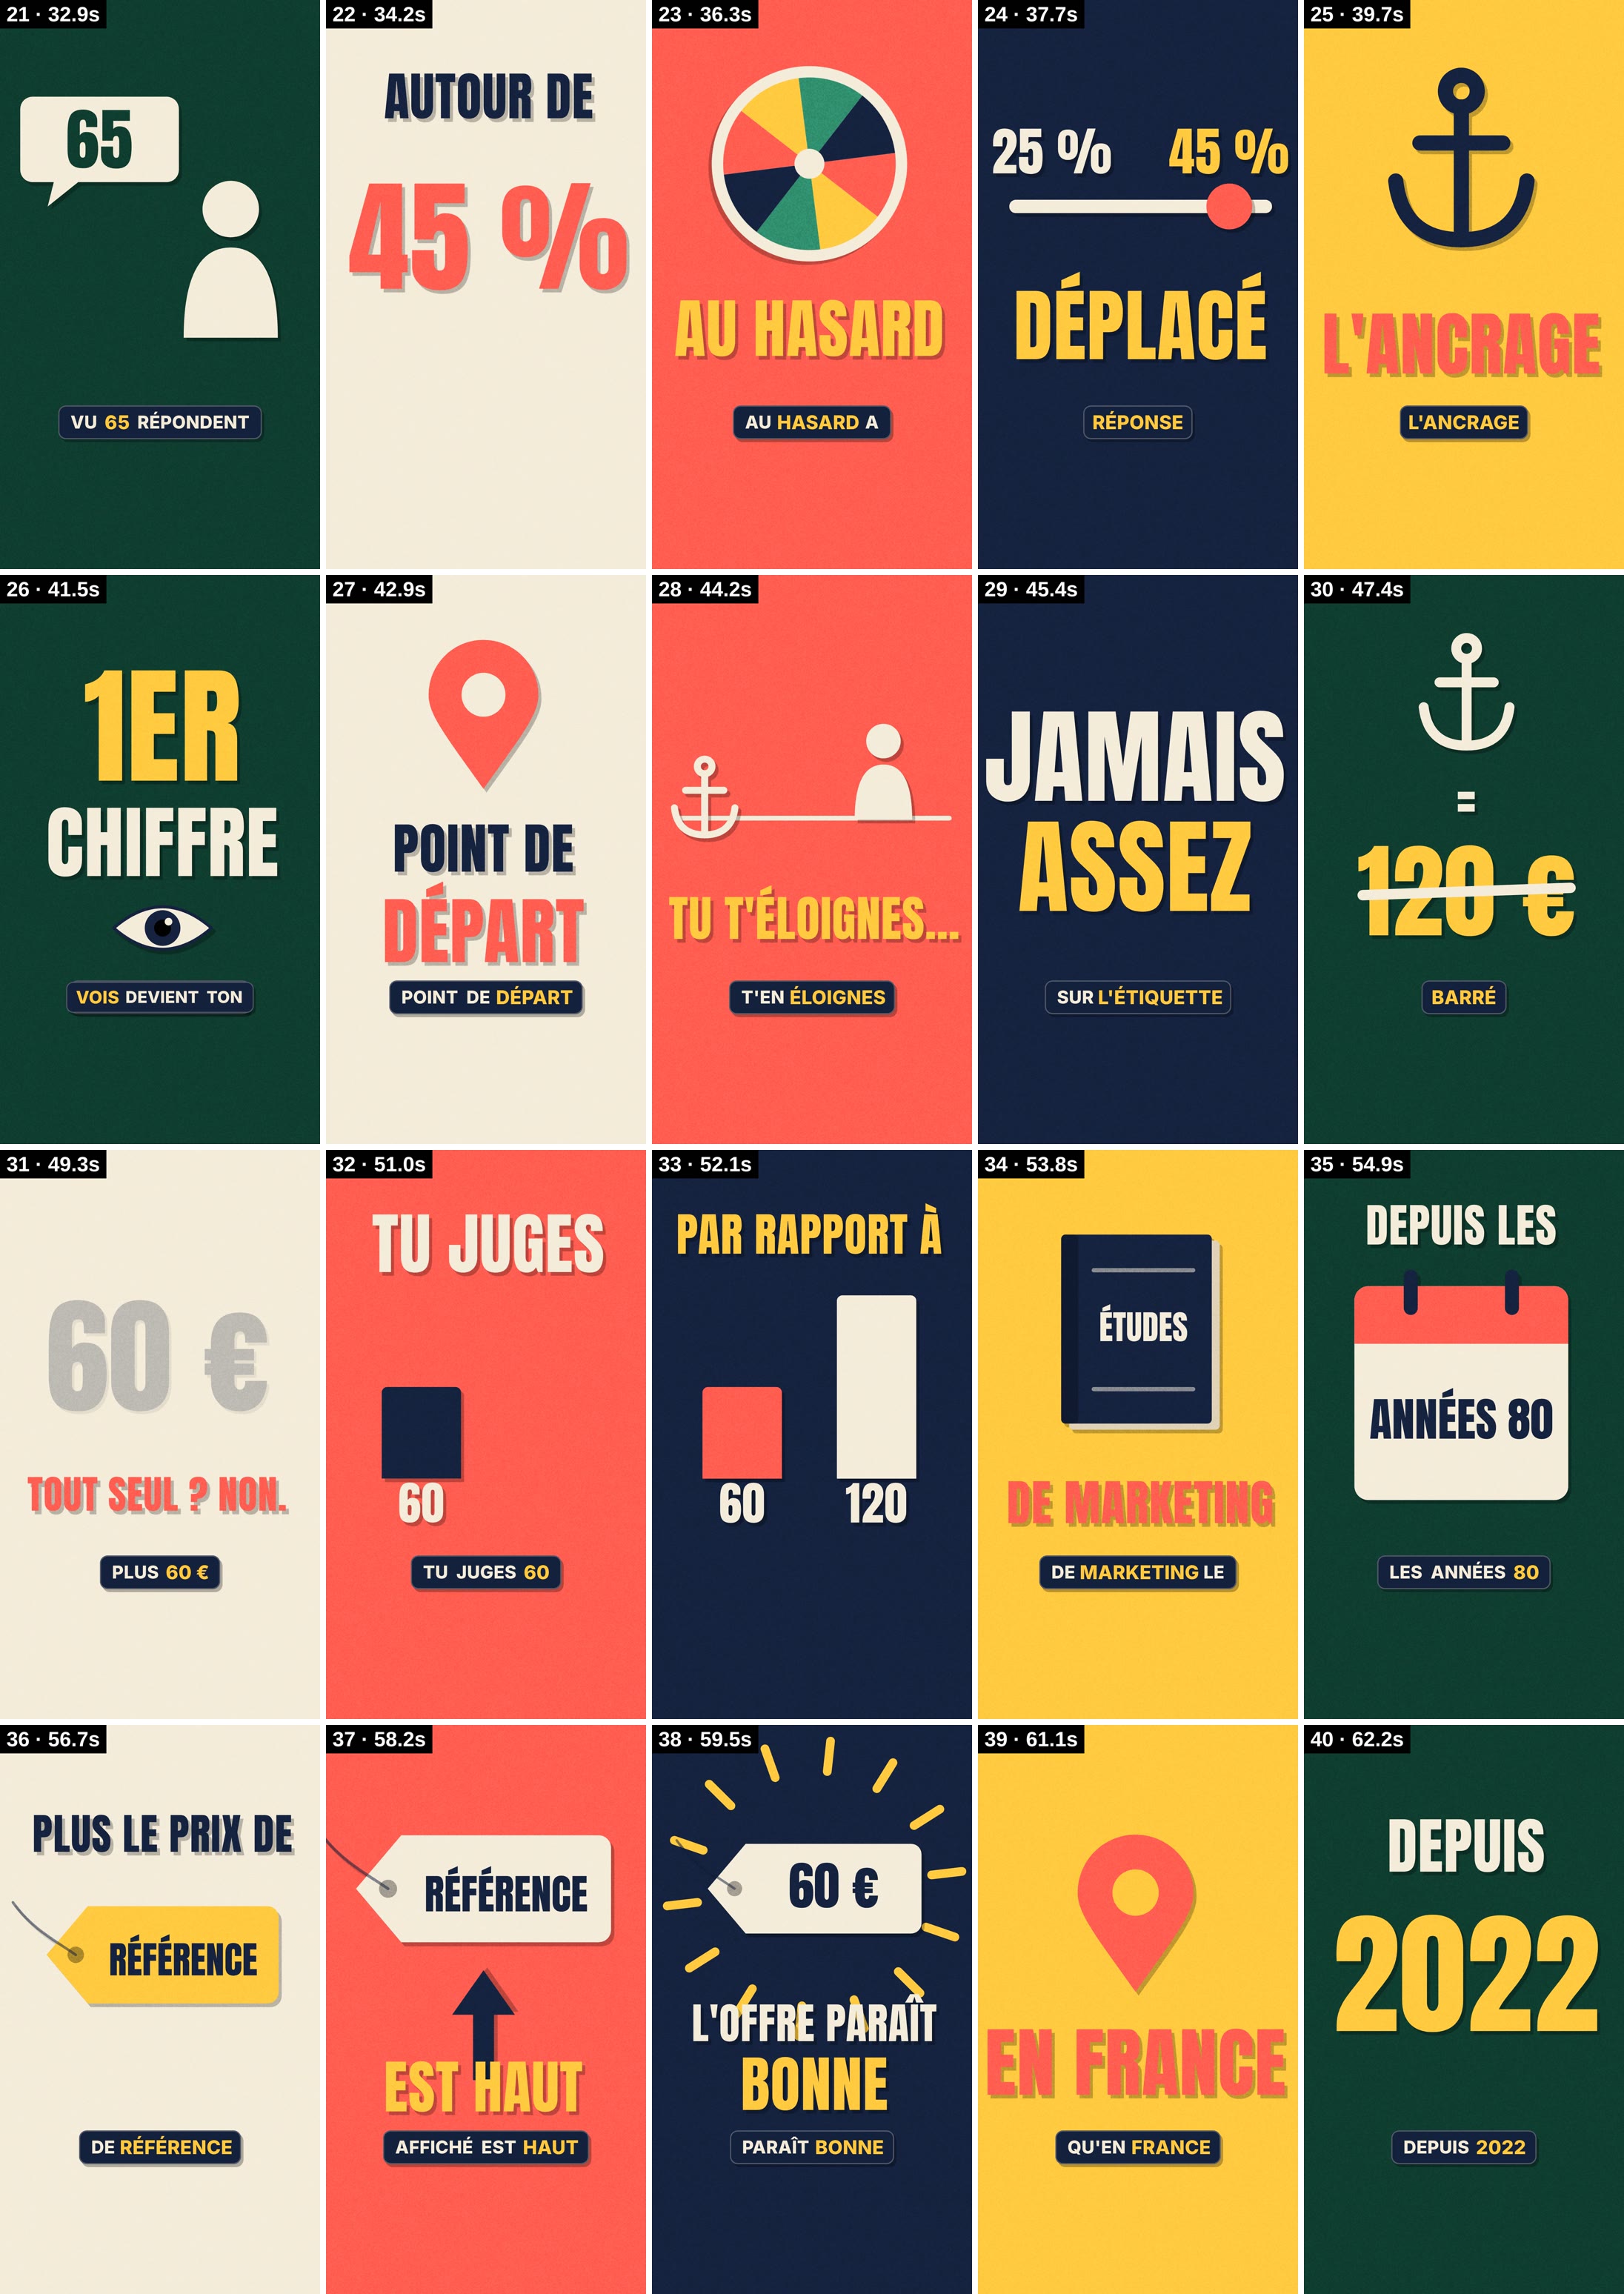 21 · 32.9s
65
VU 65 RÉPONDENT
22 · 34.2s
AUTOUR DE
45 %
23 · 36.3s
AU HASARD
AU HASARD A
24 · 37.7s
25 % 45 %
DÉPLACÉ
RÉPONSE
25 · 39.7s
L'ANCRAGE
L'ANCRAGE
26 · 41.5s
1ER
CHIFFRE
VOIS DEVIENT TON
27 · 42.9s
POINT DE
DÉPART
POINT DE DÉPART
28 · 44.2s
TU T'ÉLOIGNES...
T'EN ÉLOIGNES
29 · 45.4s
JAMAIS
ASSEZ
SUR L'ÉTIQUETTE
30 · 47.4s
=
120 €
BARRÉ
31 · 49.3s
60 €
TOUT SEUL ? NON.
PLUS 60 €
32 · 51.0s
TU JUGES
60
TU JUGES 60
33 · 52.1s
PAR RAPPORT À
60 120
34 · 53.8s
ÉTUDES
DE MARKETING
DE MARKETING LE
35 · 54.9s
DEPUIS LES
ANNÉES 80
LES ANNÉES 80
36 · 56.7s
PLUS LE PRIX DE
RÉFÉRENCE
DE RÉFÉRENCE
37 · 58.2s
RÉFÉRENCE
EST HAUT
AFFICHÉ EST HAUT
38 · 59.5s
60 €
L'OFFRE PARAÎT
BONNE
PARAÎT BONNE
39 · 61.1s
EN FRANCE
QU'EN FRANCE
40 · 62.2s
DEPUIS
2022
DEPUIS 2022